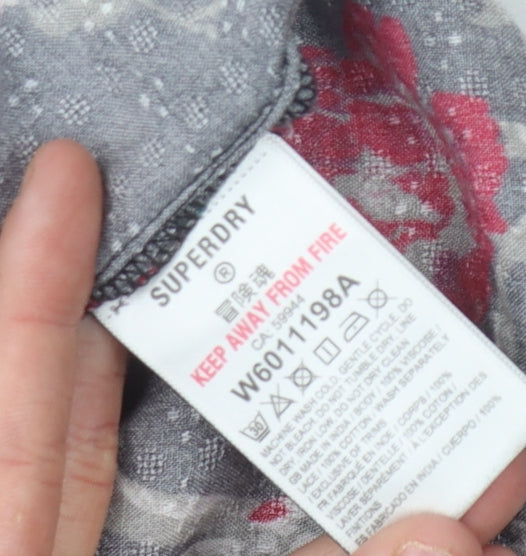 SUPERDRY
®
冒険魂
CA: 59944
KEEP AWAY FROM FIRE
W6011198A
30
MACHINE WASH COLD, GENTLE CYCLE, DO
NOT BLEACH DO NOT TUMBLE DRY, LINE
DRY IRON LOW, DO NOT DRY CLEAN
GB MADE IN INDIA / BODY: 100% VISCOSE /
LACE / 100% COTTON / WASH SEPARATELY
EXCLUSIVE OF TRIMS
FR FABRIQUÉ EN INDE / CORPS / 100%
VISCOSE / DENTELLE / 100% COTON /
LAVER SÉPARÉMENT / À L'EXCEPTION DES
FABRICADO EN INDIA / CUERPO / 100%